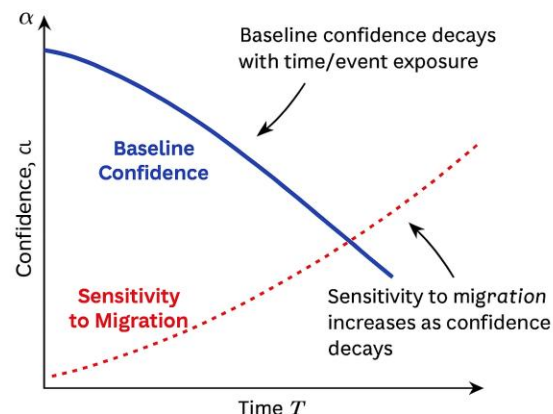 α
Baseline confidence decays
with time/event exposure
Baseline
Confidence
Confidence, α
Sensitivity
to Migration
Sensitivity to migration
increases as confidence
decays
Time T